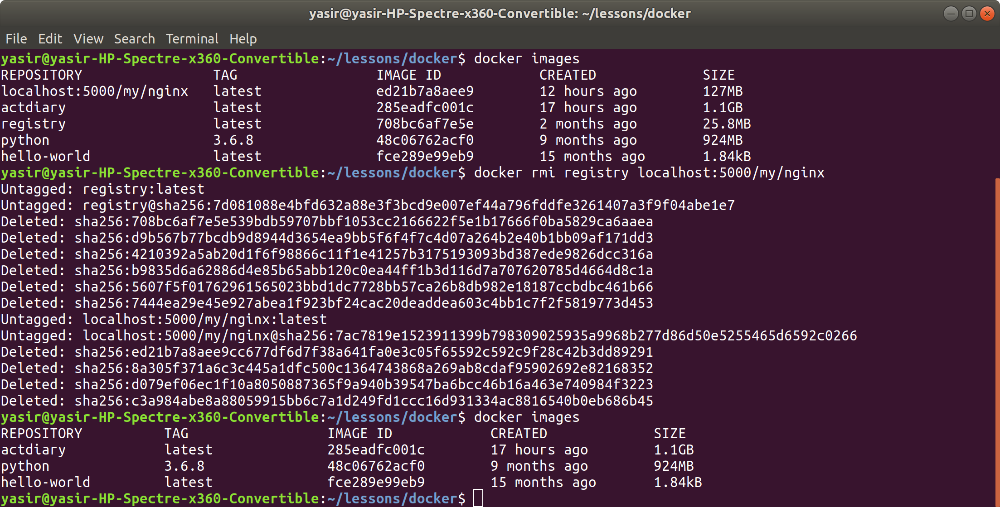 yasir@yasir-HP-Spectre-x360-Convertible: ~/lessons/docker
File Edit View Search Terminal Help
yasir@yasir-HP-Spectre-x360-Convertible:~/lessons/docker$ docker images
REPOSITORY TAG IMAGE ID CREATED SIZE
localhost:5000/my/nginx latest ed21b7a8aee9 12 hours ago 127MB
actdiary latest 285eadfc001c 17 hours ago 1.1GB
registry latest 708bc6af7e5e 2 months ago 25.8MB
python 3.6.8 48c06762acf0 9 months ago 924MB
hello-world latest fce289e99eb9 15 months ago 1.84kB
yasir@yasir-HP-Spectre-x360-Convertible:~/lessons/docker$ docker rmi registry localhost:5000/my/nginx
Untagged: registry:latest
Untagged: registry@sha256:7d081088e4bfd632a88e3f3bcd9e007ef44a796fddfe3261407a3f9f04abe1e7
Deleted: sha256:708bc6af7e5e539bdb59707bbf1053cc2166622f5e1b17666f0ba5829ca6aaea
Deleted: sha256:d9b567b77bcdb9d8944d3654ea9bb5f6f4f7c4d07a264b2e40b1bb09af171dd3
Deleted: sha256:4210392a5ab20d1f6f98866c11f1e41257b3175193093bd387ede9826dcc316a
Deleted: sha256:b9835d6a62886d4e85b65abb120c0ea44ff1b3d116d7a707620785d4664d8c1a
Deleted: sha256:5607f5f01762961565023bbd1dc7728bb57ca26b8db982e18187ccbdbc461b66
Deleted: sha256:7444ea29e45e927abea1f923bf24cac20deaddea603c4bb1c7f2f5819773d453
Untagged: localhost:5000/my/nginx:latest
Untagged: localhost:5000/my/nginx@sha256:7ac7819e1523911399b798309025935a9968b277d86d50e5255465d6592c0266
Deleted: sha256:ed21b7a8aee9cc677df6d7f38a641fa0e3c05f65592c592c9f28c42b3dd89291
Deleted: sha256:8a305f371a6c3c445a1dfc500c1364743868a269ab8cdaf95902692e82168352
Deleted: sha256:d079ef06ec1f10a8050887365f9a940b39547ba6bcc46b16a463e740984f3223
Deleted: sha256:c3a984abe8a88059915bb6c7a1d249fd1ccc16d931334ac8816540b0eb686b45
yasir@yasir-HP-Spectre-x360-Convertible:~/lessons/docker$ docker images
REPOSITORY TAG IMAGE ID CREATED SIZE
actdiary latest 285eadfc001c 17 hours ago 1.1GB
python 3.6.8 48c06762acf0 9 months ago 924MB
hello-world latest fce289e99eb9 15 months ago 1.84kB
yasir@yasir-HP-Spectre-x360-Convertible:~/lessons/docker$